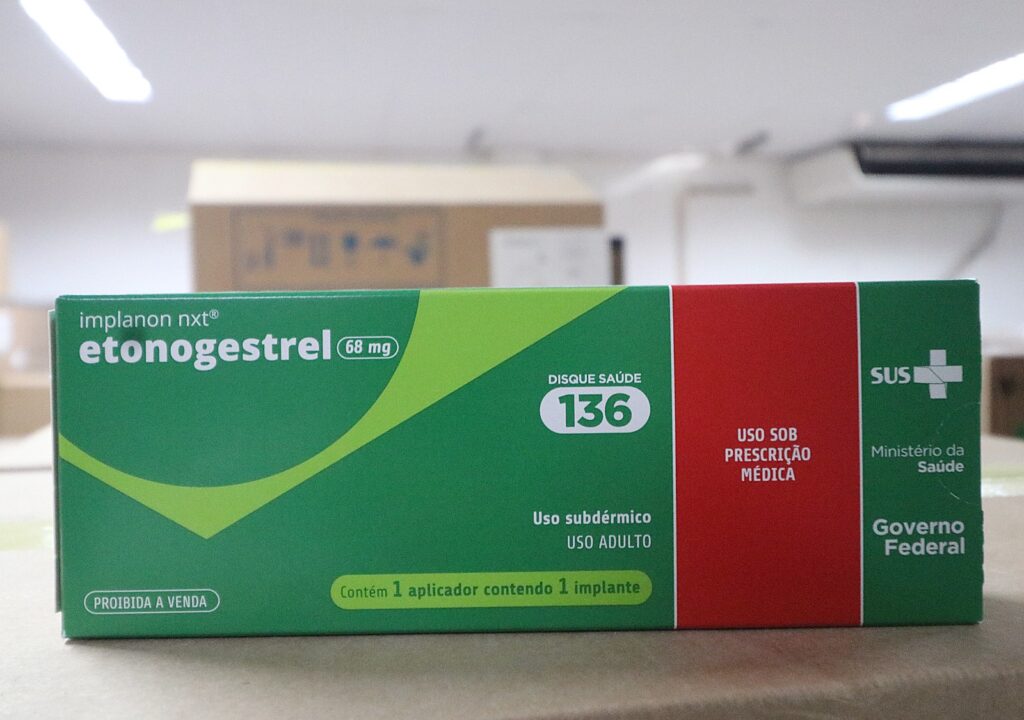 implanon nxt®
etonogestrel 68 mg
DISQUE SAÚDE
136
Uso subdérmico
USO ADULTO
Contém 1 aplicador contendo 1 implante
PROIBIDA A VENDA
USO SOB
PRESCRIÇÃO
MÉDICA
SUS
Ministério da
Saúde
Governo
Federal